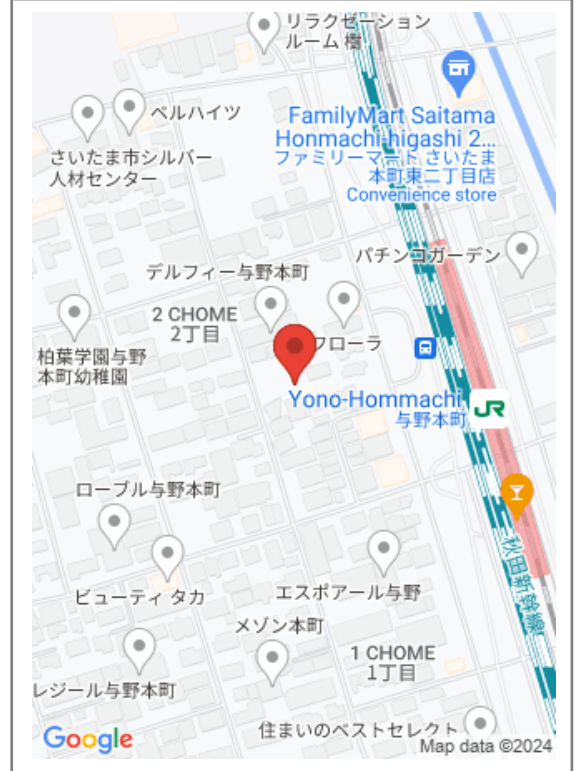 リラクゼーション
ルーム 樹
ベルハイツ
さいたま市シルバー
人材センター
FamilyMart Saitama
Honmachi-higashi 2...
ファミリーマート さいたま
本町東二丁目店
Convenience store
パチンコガーデン
デルフィー与野本町
2 CHOME
2丁目
フローラ
柏葉学園与野
本町幼稚園
Yono-Hommachi
与野本町
JR
ローブル与野本町
秋田新幹線
ビューティ タカ
エスポアール与野
メゾン本町
1 CHOME
1丁目
レジール与野本町
住まいのベストセレクト
Google
Map data ©2024